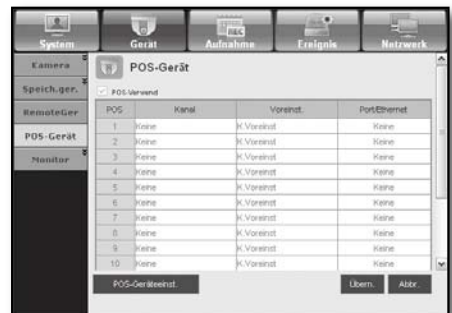 System Gerät Aufnahme Ereignis Netzwerk
REC
Kamera
Speich.ger.
RemoteGer
POS-Gerät
Monitor
POS-Gerät
POS-Verwend
POS Kanal Voreinst. Port/Ethernet
1 Keine K.Voreinst Keine
2 Keine K.Voreinst Keine
3 Keine K.Voreinst Keine
4 Keine K.Voreinst Keine
5 Keine K.Voreinst Keine
6 Keine K.Voreinst Keine
7 Keine K.Voreinst Keine
8 Keine K.Voreinst Keine
9 Keine K.Voreinst Keine
10 Keine K.Voreinst Keine
POS-Geräteeinst. Übern. Abbr.